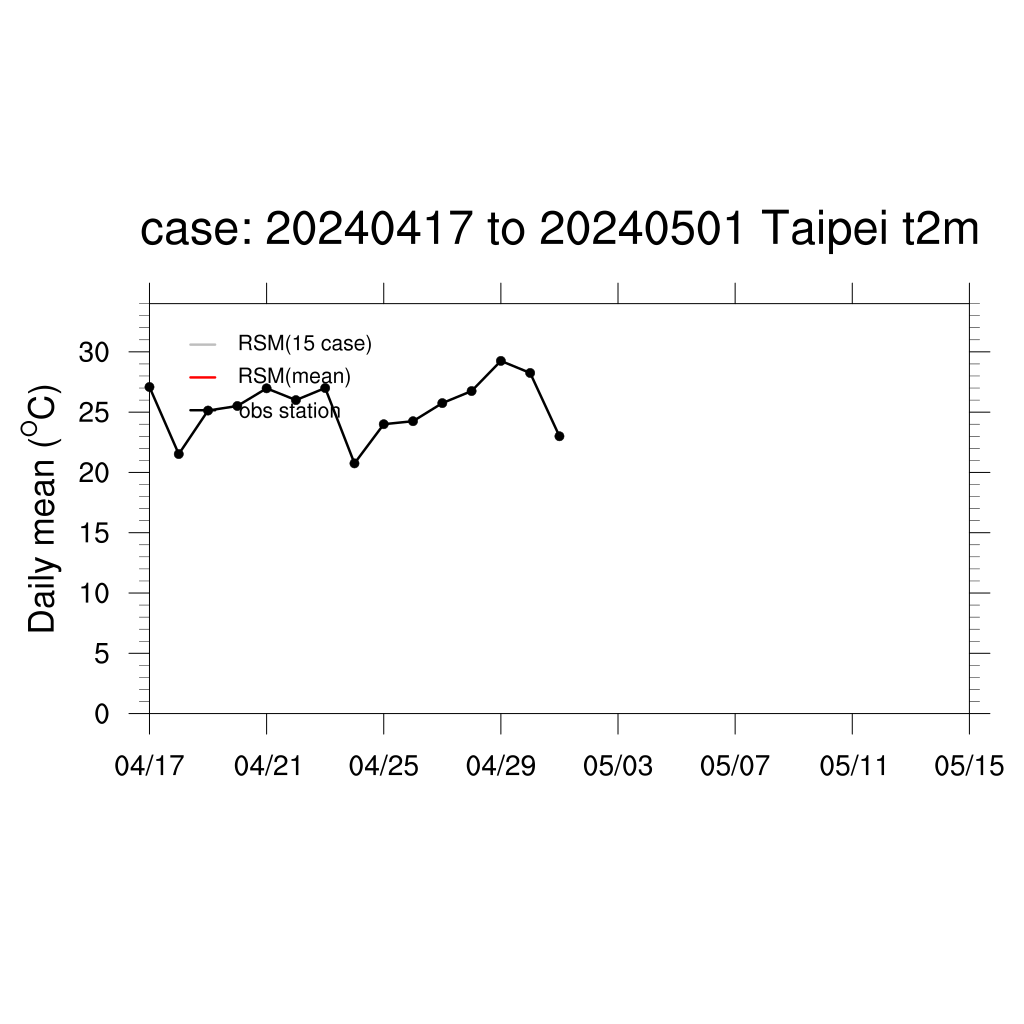 case: 20240417 to 20240501 Taipei t2m
RSM(15 case)
RSM(mean)
obs station
Daily mean (°C)
30
25
20
15
10
5
0
04/17 04/21 04/25 04/29 05/03 05/07 05/11 05/15